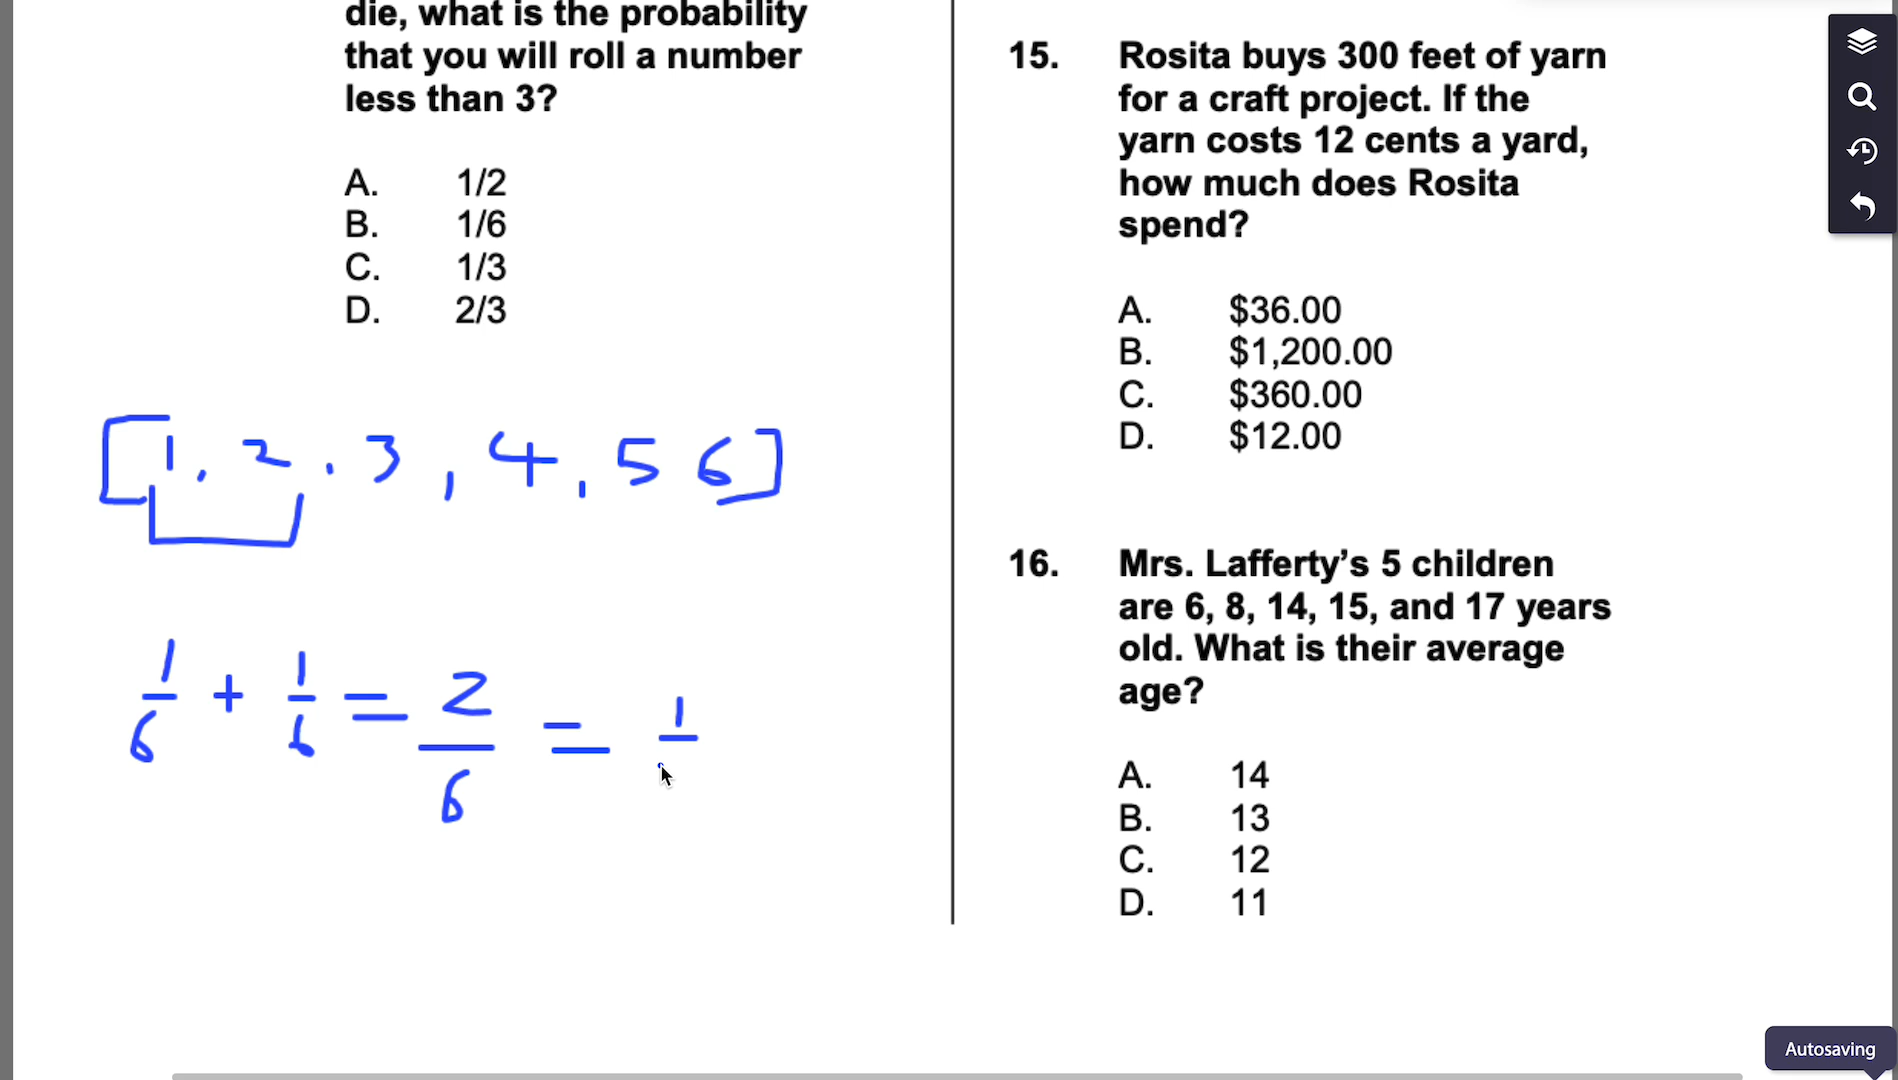 die, what is the probability
that you will roll a number
less than 3?
A. 1/2
B. 1/6
C. 1/3
D. 2/3
[1, 2, 3, 4, 5 6]
1/6 + 1/6 = 2/6 = 1
15. Rosita buys 300 feet of yarn
for a craft project. If the
yarn costs 12 cents a yard,
how much does Rosita
spend?
A. $36.00
B. $1,200.00
C. $360.00
D. $12.00
16. Mrs. Lafferty’s 5 children
are 6, 8, 14, 15, and 17 years
old. What is their average
age?
A. 14
B. 13
C. 12
D. 11
Autosaving